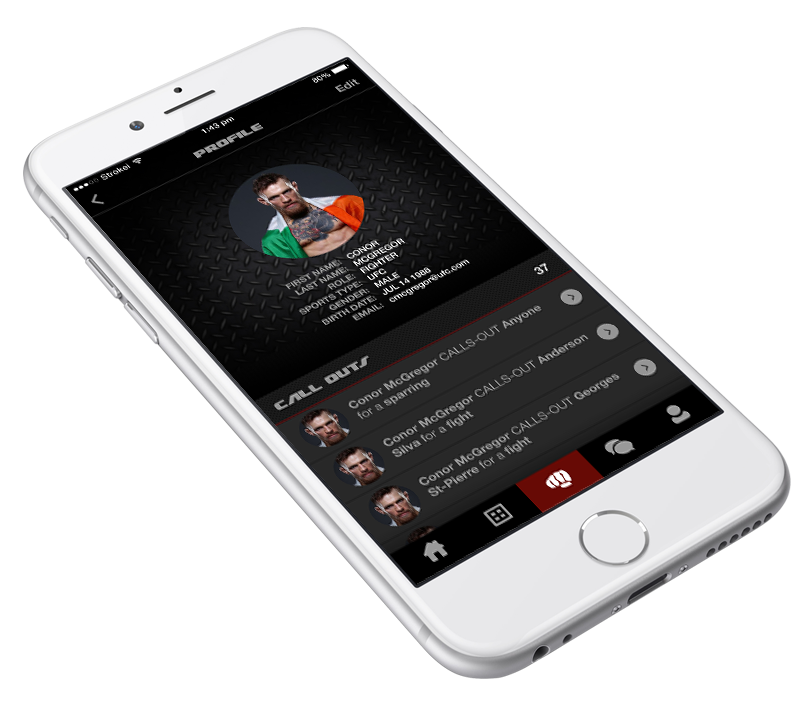 Strokel 1:43 pm 80%
PROFILE Edit
FIRST NAME: CONOR
LAST NAME: MCGREGOR
ROLE: FIGHTER
SPORTS TYPE: UFC
GENDER: MALE
BIRTH DATE: JUL 14 1988
EMAIL: cmcgregor@ufc.com
CALL OUTS 37
Conor McGregor CALLS-OUT Anyone
for a sparring
Conor McGregor CALLS-OUT Anderson
Silva for a fight
Conor McGregor CALLS-OUT Georges
St-Pierre for a fight